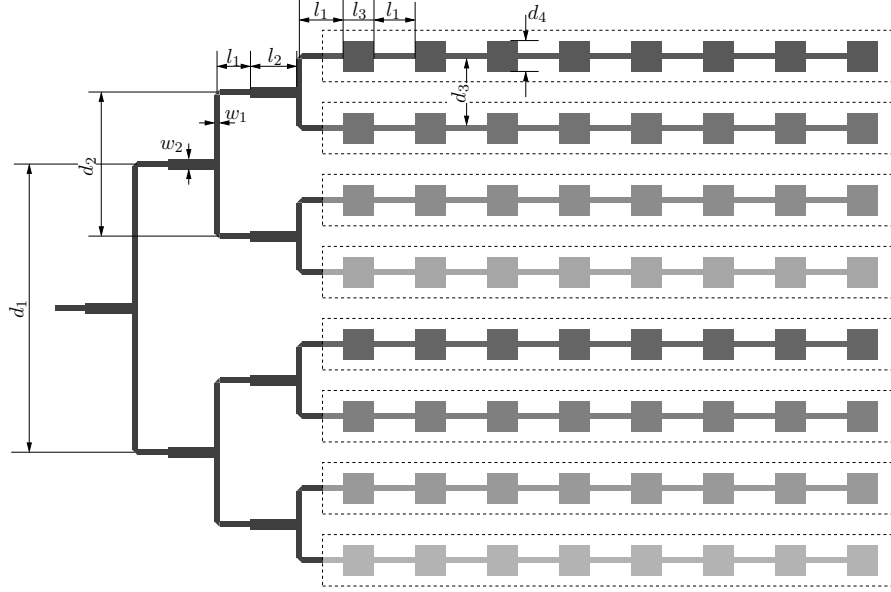 l₁ l₃ l₁
d₄
l₁ l₂
d₃
w₁
w₂
d₂
d₁